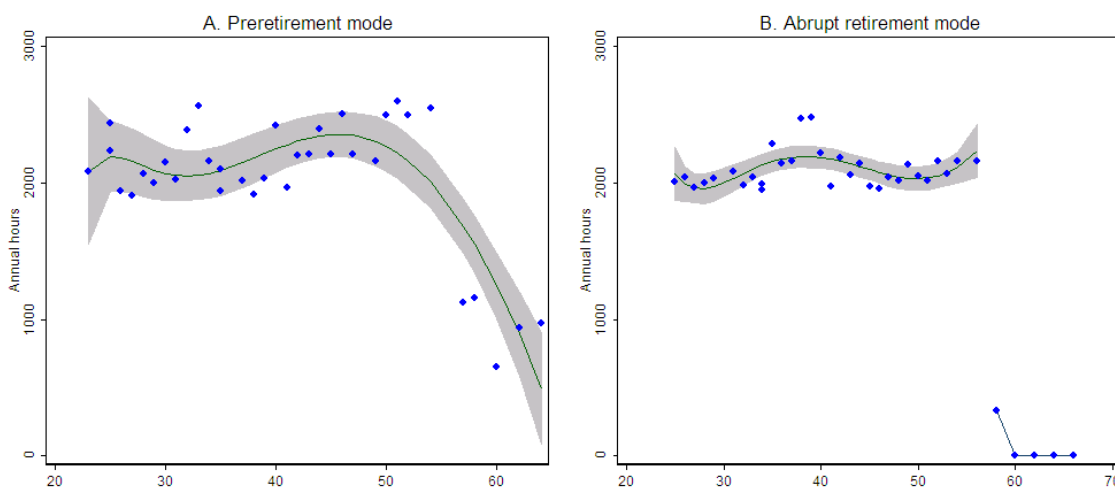 A. Preretirement mode
B. Abrupt retirement mode
3000
2000
1000
0
Annual hours
20 30 40 50 60
3000
2000
1000
0
Annual hours
20 30 40 50 60 70